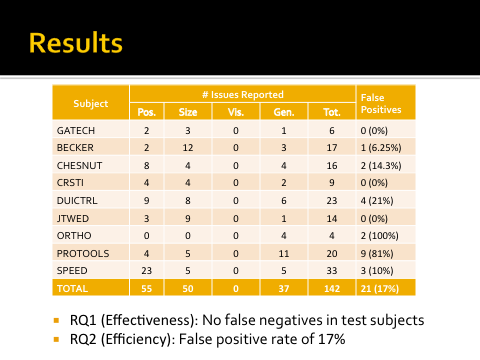 Results
Subject # Issues Reported False Positives
Pos. Size Vis. Gen. Tot.
GATECH 2 3 0 1 6 0 (0%)
BECKER 2 12 0 3 17 1 (6.25%)
CHESNUT 8 4 0 4 16 2 (14.3%)
CRSTI 4 4 0 2 9 0 (0%)
DUICTRL 9 8 0 6 23 4 (21%)
JTWED 3 9 0 1 14 0 (0%)
ORTHO 0 0 0 4 4 2 (100%)
PROTOOLS 4 5 0 11 20 9 (81%)
SPEED 23 5 0 5 33 3 (10%)
TOTAL 55 50 0 37 142 21 (17%)
RQ1 (Effectiveness): No false negatives in test subjects
RQ2 (Efficiency): False positive rate of 17%